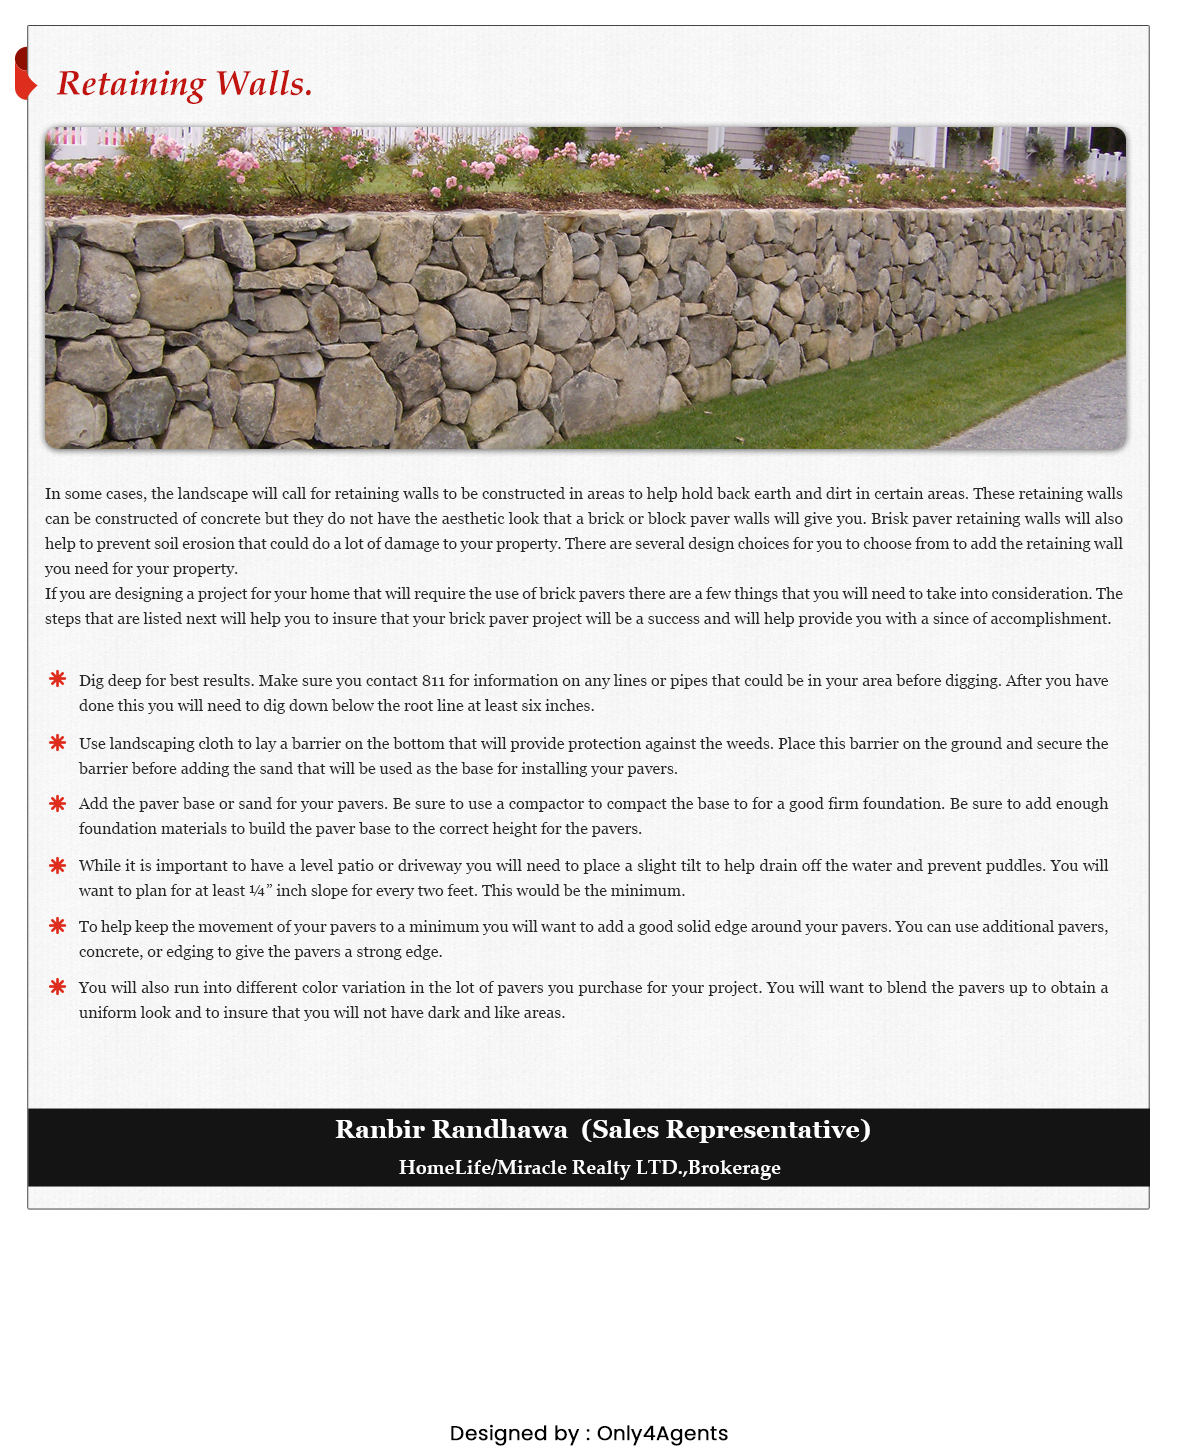 Retaining Walls.
In some cases, the landscape will call for retaining walls to be constructed in areas to help hold back earth and dirt in certain areas. These retaining walls
can be constructed of concrete but they do not have the aesthetic look that a brick or block paver walls will give you. Brisk paver retaining walls will also
help to prevent soil erosion that could do a lot of damage to your property. There are several design choices for you to choose from to add the retaining wall
you need for your property.
If you are designing a project for your home that will require the use of brick pavers there are a few things that you will need to take into consideration. The
steps that are listed next will help you to insure that your brick paver project will be a success and will help provide you with a since of accomplishment.
Dig deep for best results. Make sure you contact 811 for information on any lines or pipes that could be in your area before digging. After you have
done this you will need to dig down below the root line at least six inches.
Use landscaping cloth to lay a barrier on the bottom that will provide protection against the weeds. Place this barrier on the ground and secure the
barrier before adding the sand that will be used as the base for installing your pavers.
Add the paver base or sand for your pavers. Be sure to use a compactor to compact the base to for a good firm foundation. Be sure to add enough
foundation materials to build the paver base to the correct height for the pavers.
While it is important to have a level patio or driveway you will need to place a slight tilt to help drain off the water and prevent puddles. You will
want to plan for at least ¼” inch slope for every two feet. This would be the minimum.
To help keep the movement of your pavers to a minimum you will want to add a good solid edge around your pavers. You can use additional pavers,
concrete, or edging to give the pavers a strong edge.
You will also run into different color variation in the lot of pavers you purchase for your project. You will want to blend the pavers up to obtain a
uniform look and to insure that you will not have dark and like areas.
Ranbir Randhawa (Sales Representative)
HomeLife/Miracle Realty LTD.,Brokerage
Designed by : Only4Agents